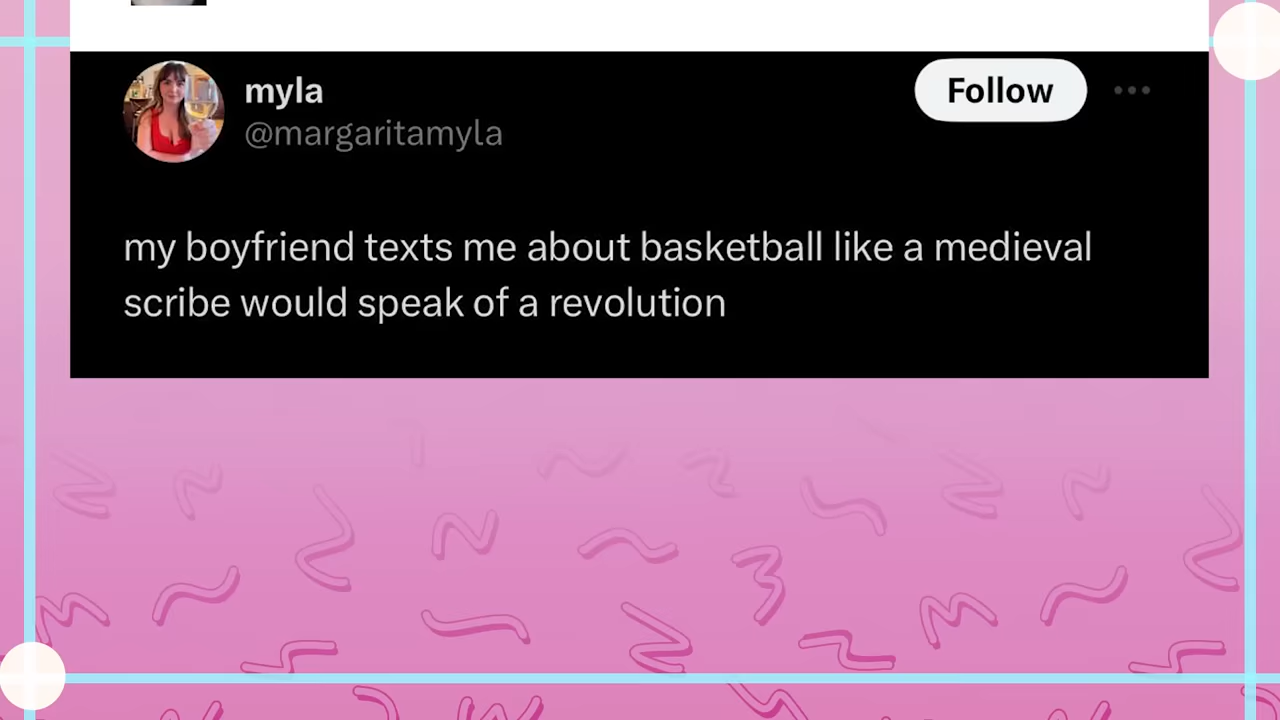 myla
@margaritamyla
Follow
my boyfriend texts me about basketball like a medieval
scribe would speak of a revolution